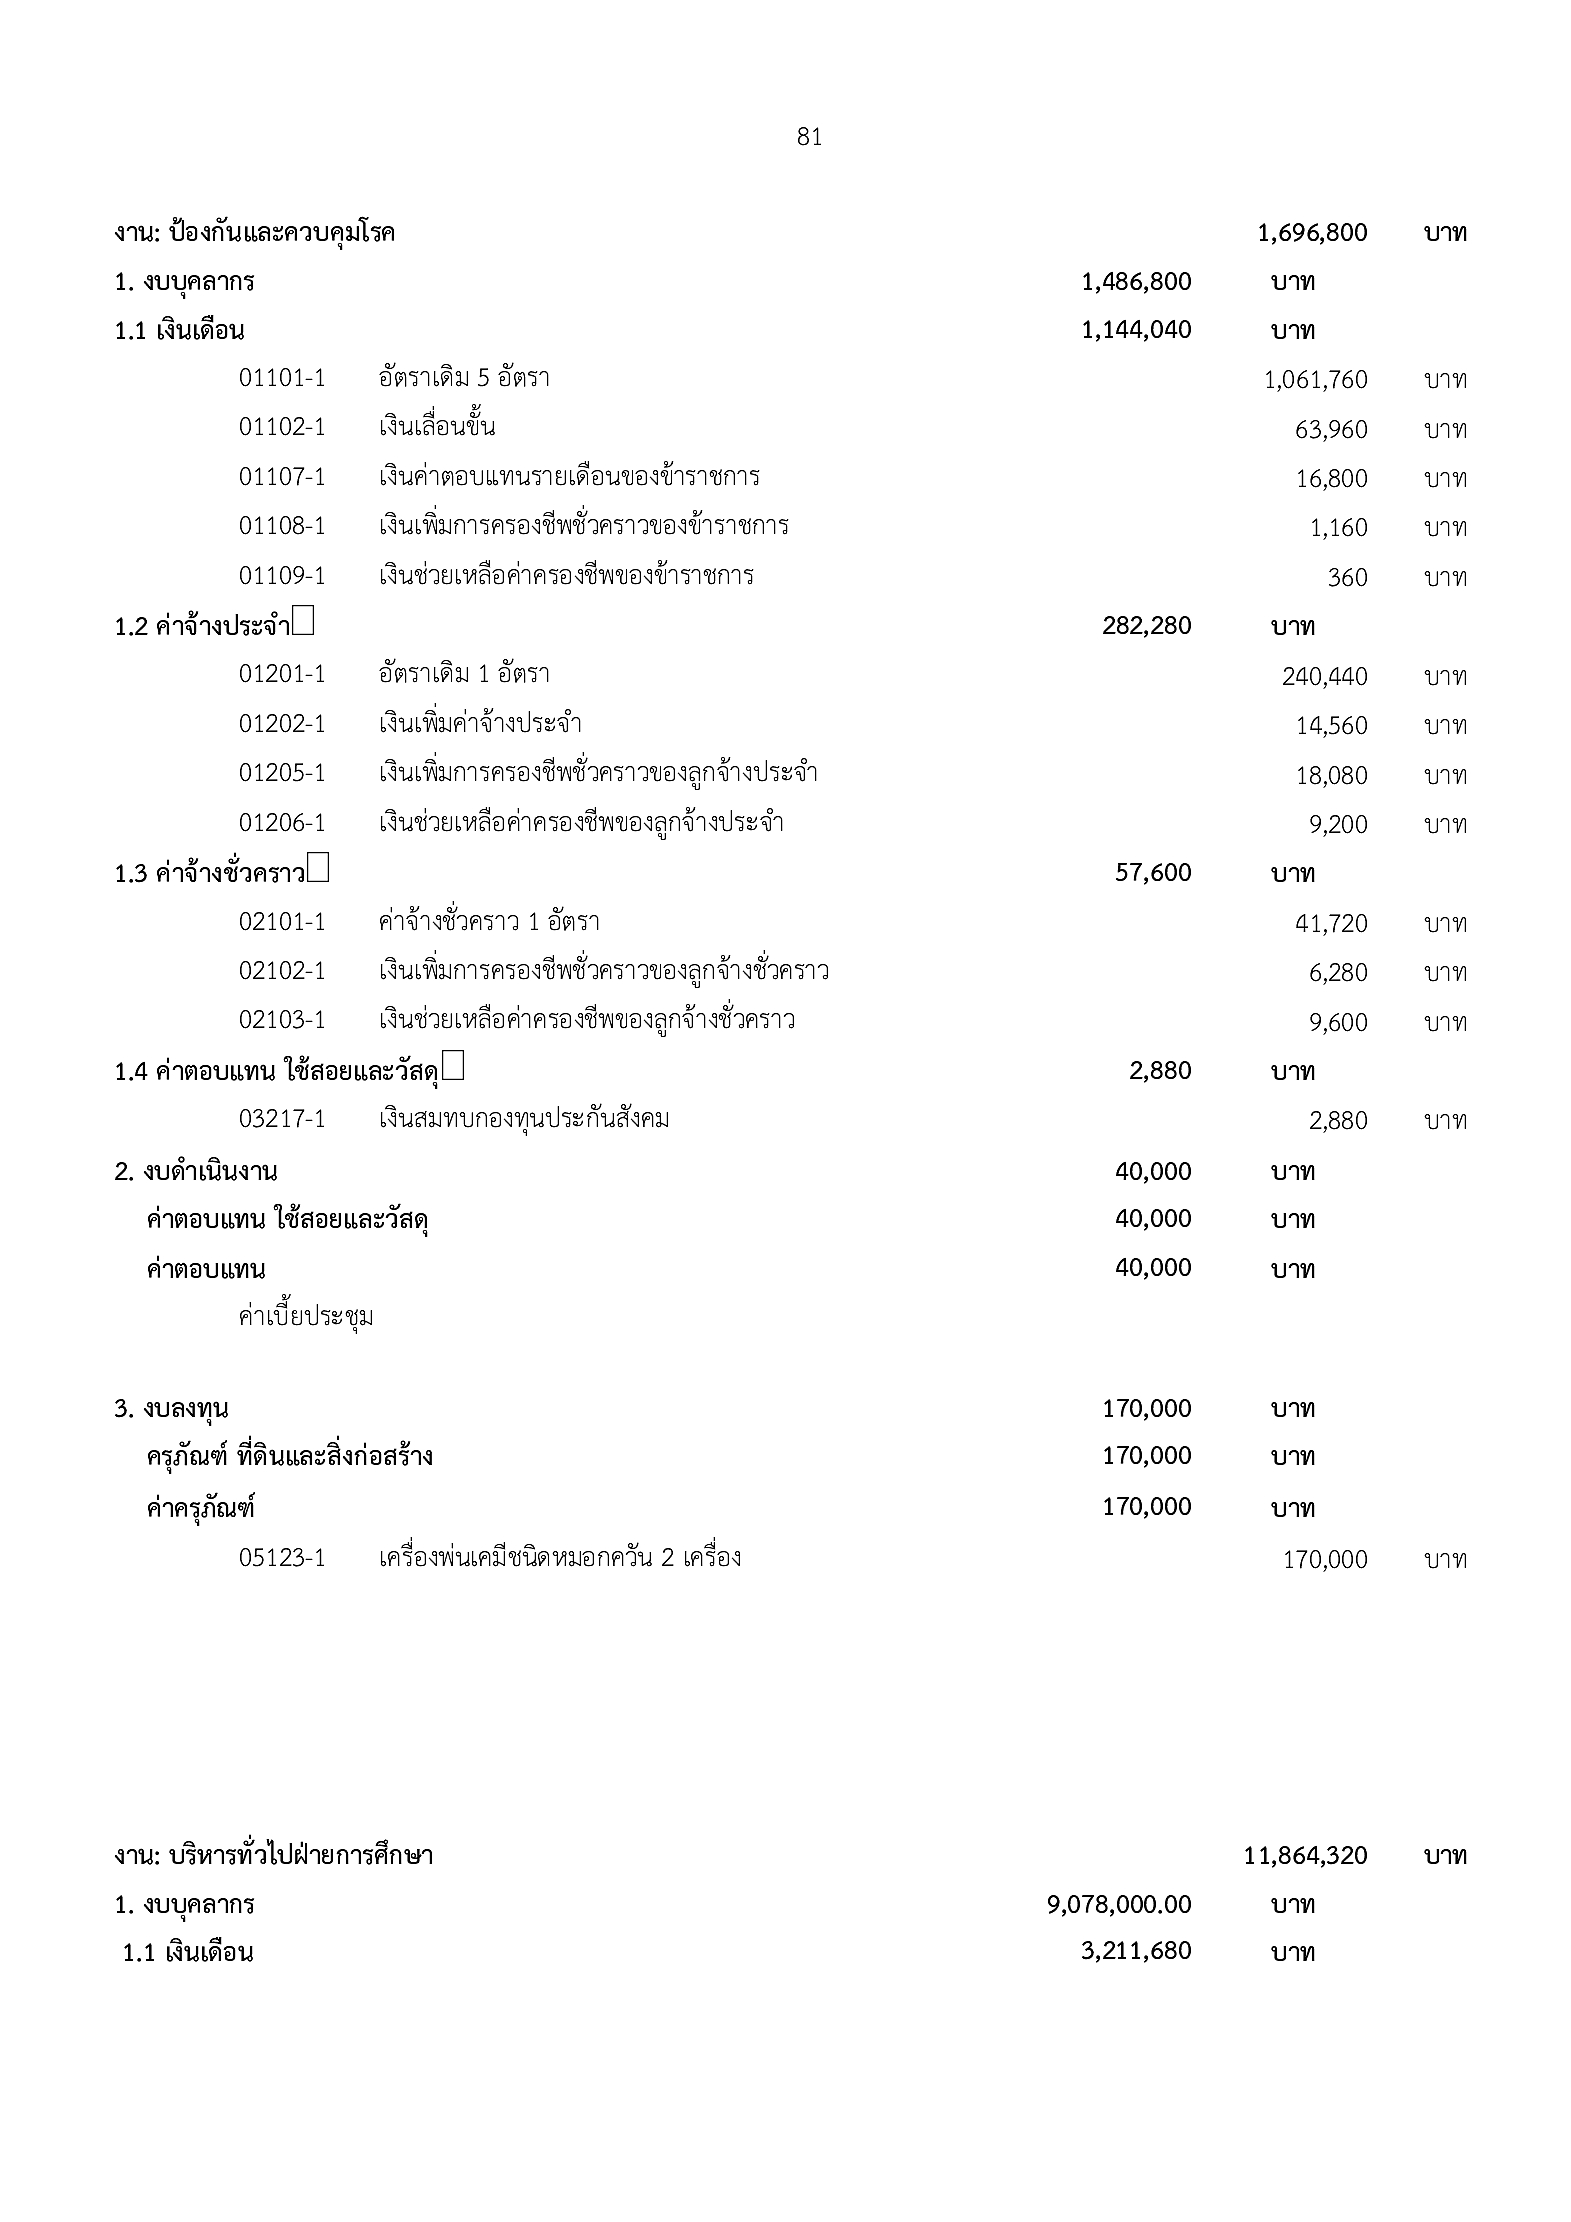 81
งาน: ป้องกันและควบคุมโรค 1,696,800 บาท
1. งบบุคลากร 1,486,800 บาท
1.1 เงินเดือน 1,144,040 บาท
01101-1 อัตราเดิม 5 อัตรา 1,061,760 บาท
01102-1 เงินเลื่อนขั้น 63,960 บาท
01107-1 เงินค่าตอบแทนรายเดือนของข้าราชการ 16,800 บาท
01108-1 เงินเพิ่มการครองชีพชั่วคราวของข้าราชการ 1,160 บาท
01109-1 เงินช่วยเหลือค่าครองชีพของข้าราชการ 360 บาท
1.2 ค่าจ้างประจำ 282,280 บาท
01201-1 อัตราเดิม 1 อัตรา 240,440 บาท
01202-1 เงินเพิ่มค่าจ้างประจำ 14,560 บาท
01205-1 เงินเพิ่มการครองชีพชั่วคราวของลูกจ้างประจำ 18,080 บาท
01206-1 เงินช่วยเหลือค่าครองชีพของลูกจ้างประจำ 9,200 บาท
1.3 ค่าจ้างชั่วคราว 57,600 บาท
02101-1 ค่าจ้างชั่วคราว 1 อัตรา 41,720 บาท
02102-1 เงินเพิ่มการครองชีพชั่วคราวของลูกจ้างชั่วคราว 6,280 บาท
02103-1 เงินช่วยเหลือค่าครองชีพของลูกจ้างชั่วคราว 9,600 บาท
1.4 ค่าตอบแทน ใช้สอยและวัสดุ 2,880 บาท
03217-1 เงินสมทบกองทุนประกันสังคม 2,880 บาท
2. งบดำเนินงาน 40,000 บาท
ค่าตอบแทน ใช้สอยและวัสดุ 40,000 บาท
ค่าตอบแทน 40,000 บาท
ค่าเบี้ยประชุม
3. งบลงทุน 170,000 บาท
ครุภัณฑ์ ที่ดินและสิ่งก่อสร้าง 170,000 บาท
ค่าครุภัณฑ์ 170,000 บาท
05123-1 เครื่องพ่นเคมีชนิดหมอกควัน 2 เครื่อง 170,000 บาท
งาน: บริหารทั่วไปฝ่ายการศึกษา 11,864,320 บาท
1. งบบุคลากร 9,078,000.00 บาท
1.1 เงินเดือน 3,211,680 บาท